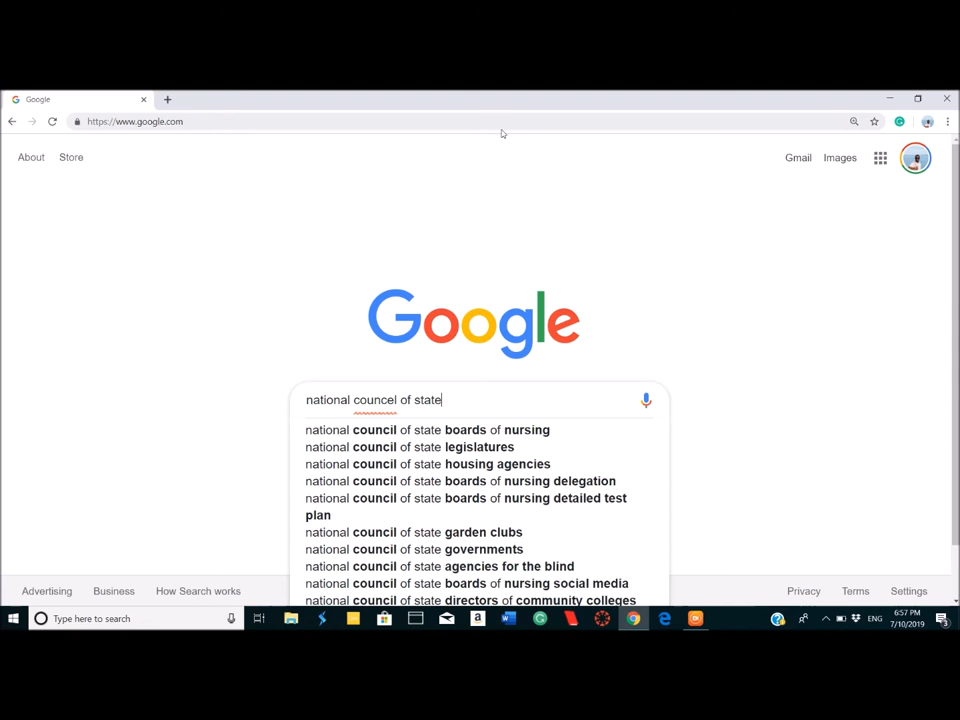 Google
https://www.google.com
About Store Gmail Images
Google
national councel of state
national council of state boards of nursing
national council of state legislatures
national council of state housing agencies
national council of state boards of nursing delegation
national council of state boards of nursing detailed test
plan
national council of state garden clubs
national council of state governments
national council of state agencies for the blind
national council of state boards of nursing social media
national council of state directors of community colleges
Advertising Business How Search works Privacy Terms Settings
Type here to search
ENG
6:57 PM
7/10/2019